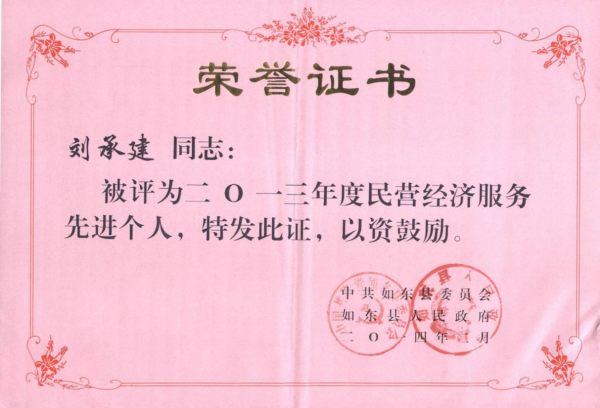 荣誉证书
刘承建 同志：
被评为二O一三年度民营经济服务
先进个人，特发此证，以资鼓励。
中共如东县委员会
如东县人民政府
二O一四年二月